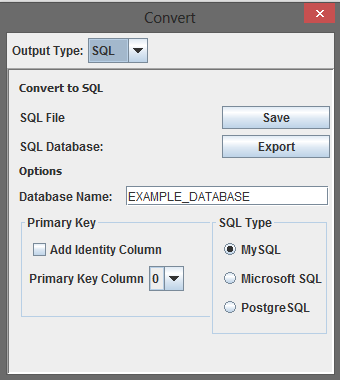 Convert
Output Type: SQL
Convert to SQL
SQL File Save
SQL Database: Export
Options
Database Name: EXAMPLE_DATABASE
Primary Key
Add Identity Column
Primary Key Column 0
SQL Type
MySQL
Microsoft SQL
PostgreSQL